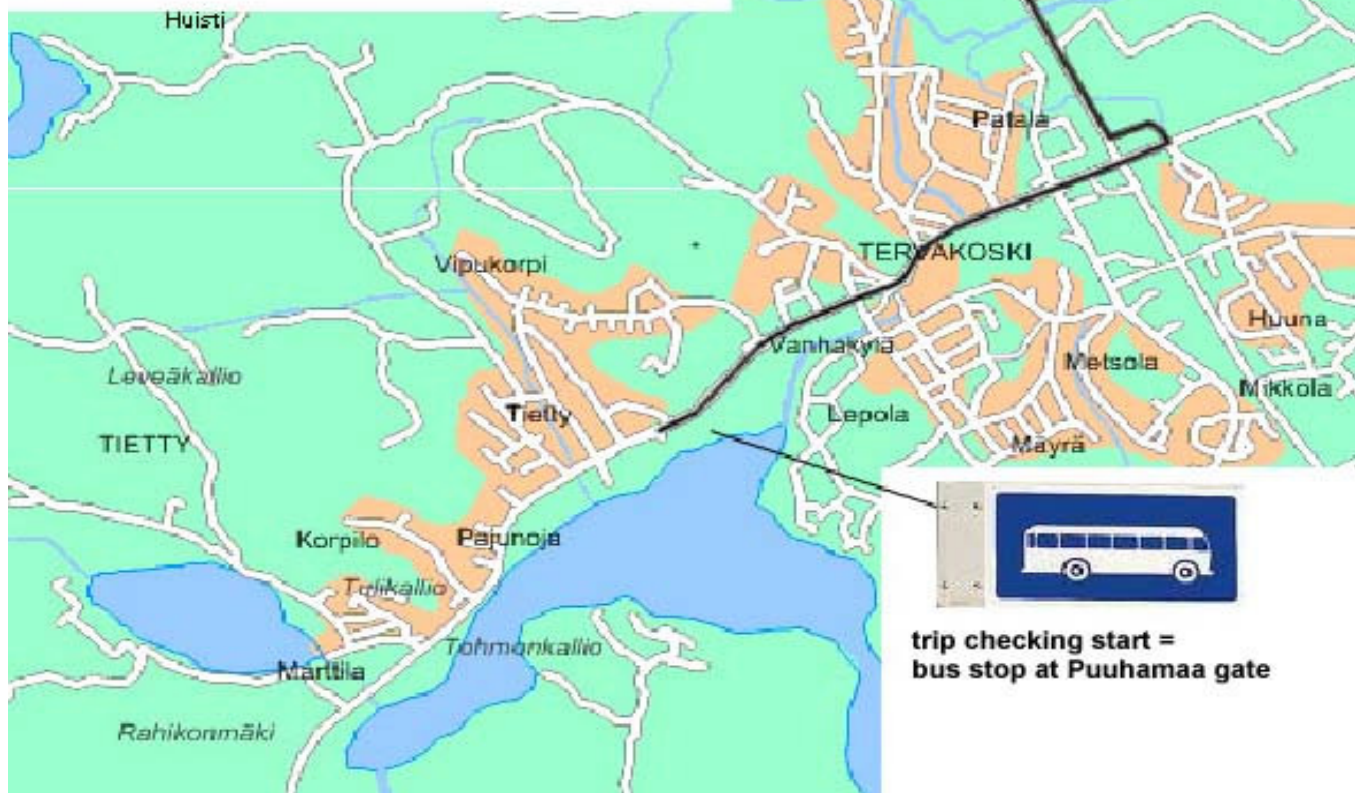 Huisti
Patala
TERVAKOSKI
Vipukorpi
Huuna
Vanhakylä
Metsola
Leveäkallio
Mikkola
Tietty
Lepola
TIETTY
Mäyrä
Korpilo
Pajunoja
Tulikallio
trip checking start =
bus stop at Puuhamaa gate
Tohmonkallio
Marttila
Rahikonmäki